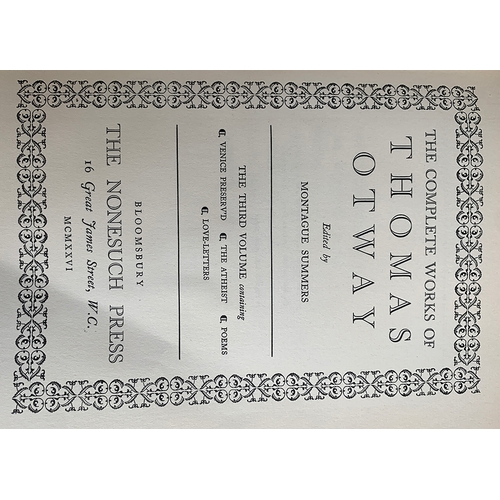 THE COMPLETE WORKS OF
THOMAS
OTWAY
Edited by
MONTAGUE SUMMERS
THE THIRD VOLUME containing
⁋ VENICE PRESERV'D ⁋ THE ATHEIST ⁋ POEMS
⁋ LOVE-LETTERS
BLOOMSBURY
THE NONESUCH PRESS
16 Great James Street, W.C.
MCMXXVI